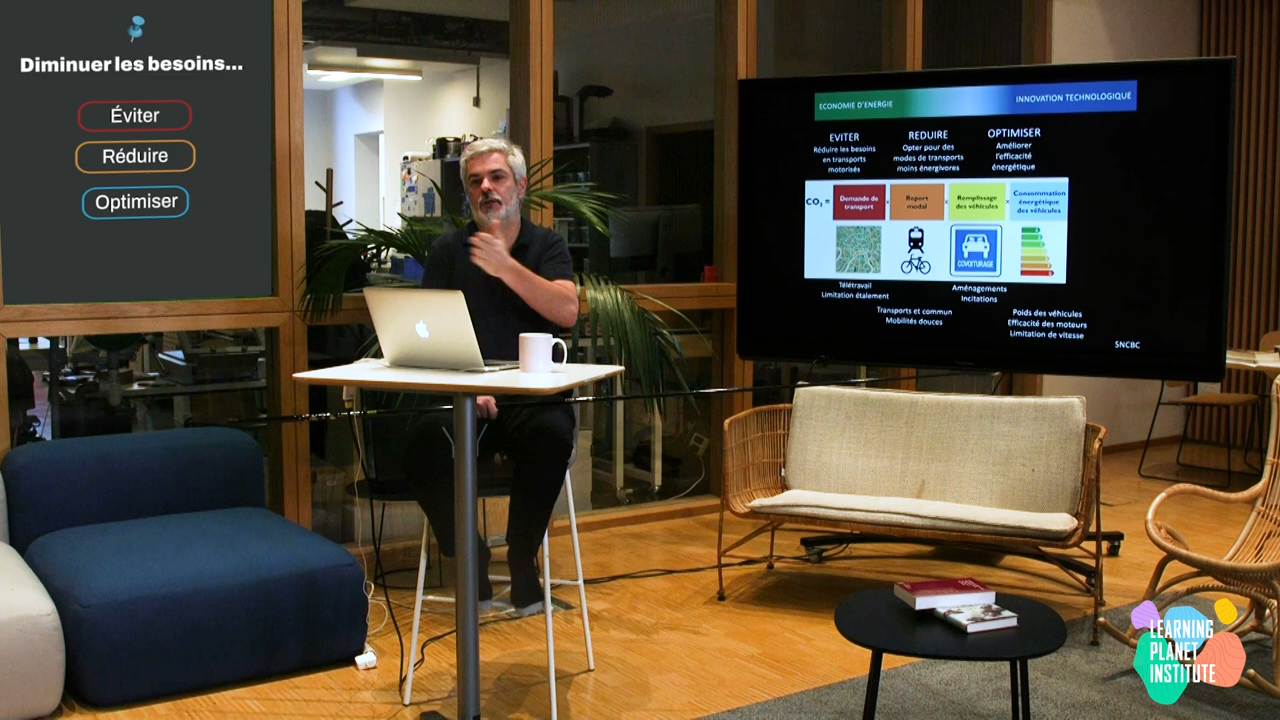 Diminuer les besoins...
Éviter
Réduire
Optimiser
ECONOMIE D'ENERGIE
INNOVATION TECHNOLOGIQUE
EVITER
Réduire les besoins
en transports
motorisés
REDUIRE
Opter pour des
modes de transports
moins énergivores
OPTIMISER
Améliorer
l'efficacité
énergétique
CO₂ =
Demande de
transport
x
Report
modal
x
Remplissage
des véhicules
x
Consommation
énergétique
des véhicules
COVOITURAGE
Télétravail
Limitation étalement
Transports et commun
Mobilités douces
Aménagements
Incitations
Poids des véhicules
Efficacité des moteurs
Limitation de vitesse
SNCBC
LEARNING
PLANET
INSTITUTE